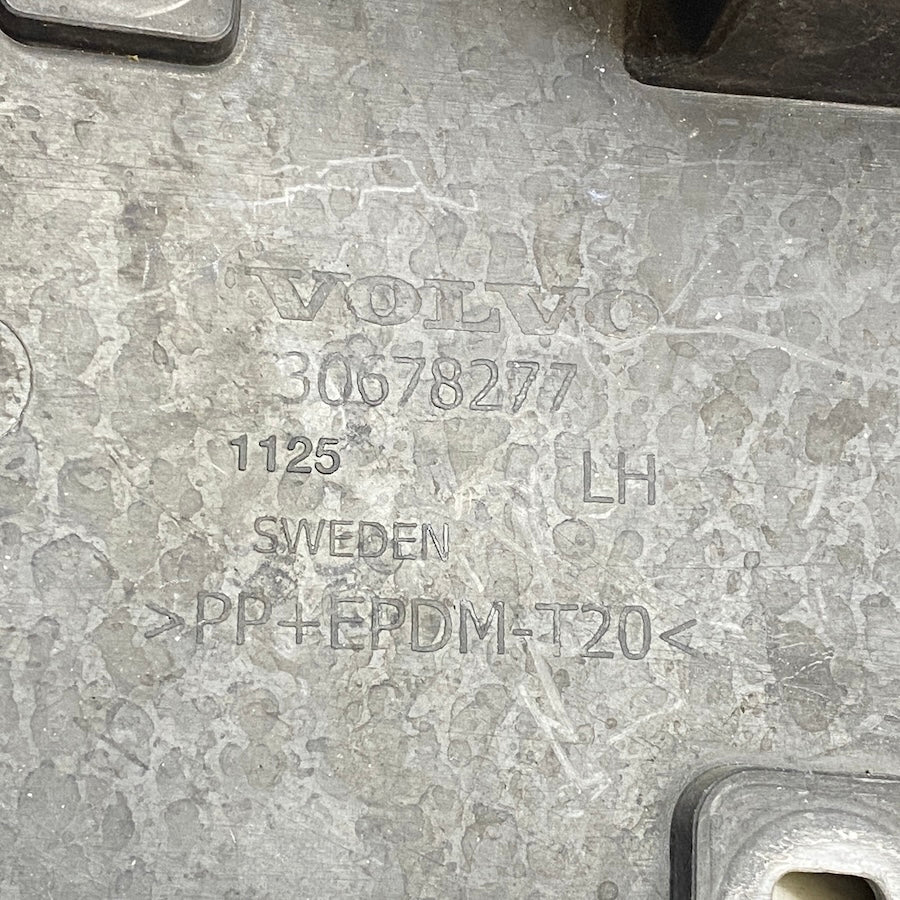 VOLVO
30678277
1125 LH
SWEDEN
>PP+EPDM-T20<